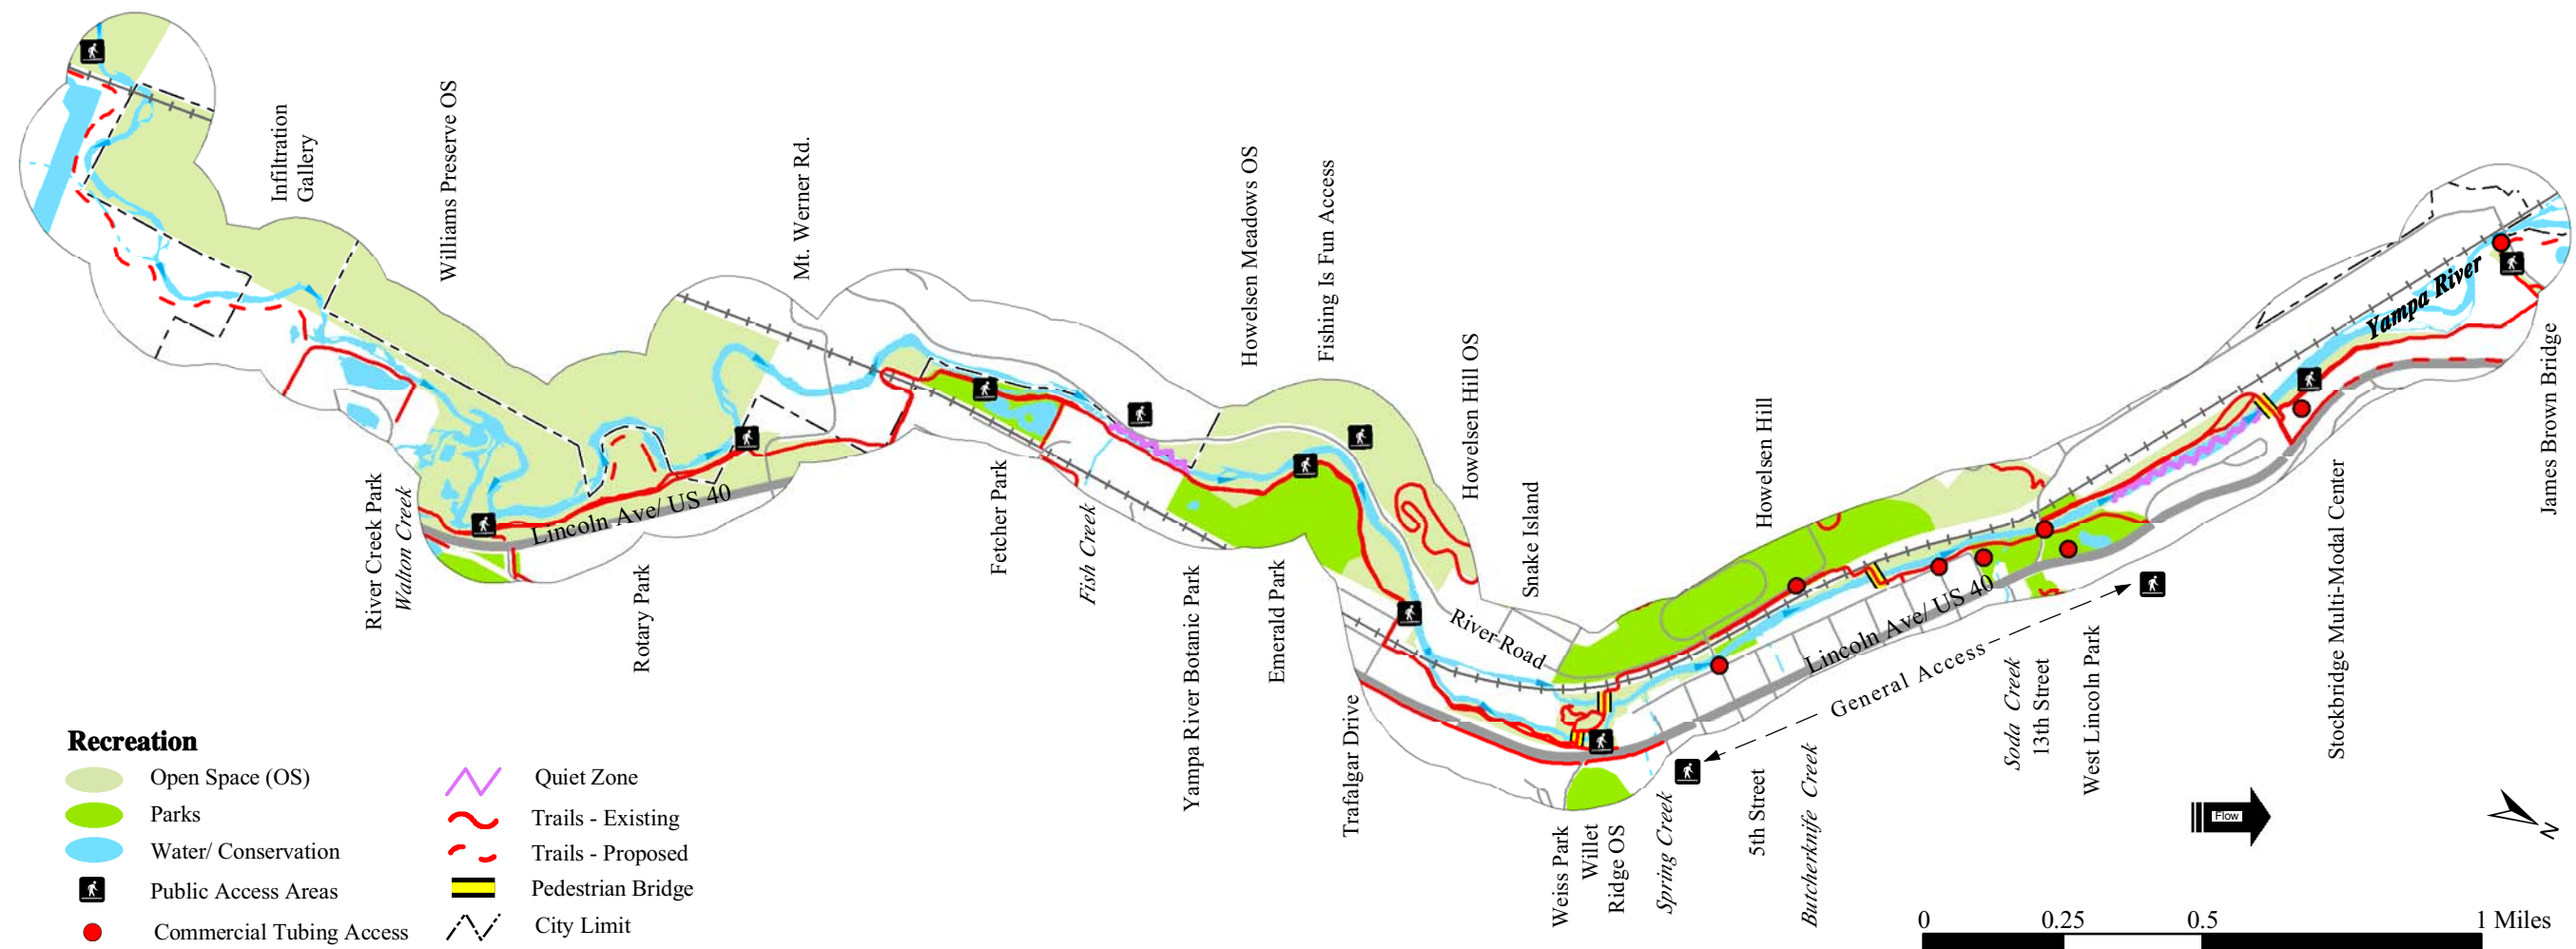 Infiltration
Gallery
Williams Preserve OS
Mt. Werner Rd.
Howelsen Meadows OS
Fishing Is Fun Access
Howelsen Hill OS
Snake Island
Howelsen Hill
Yampa River
James Brown Bridge
River Creek Park
Walton Creek
Lincoln Ave/ US 40
Rotary Park
Fetcher Park
Fish Creek
Yampa River Botanic Park
Emerald Park
Trafalgar Drive
River Road
Lincoln Ave/ US 40
General Access
Weiss Park
Willet
Ridge OS
Spring Creek
5th Street
Butcherknife Creek
Soda Creek
13th Street
West Lincoln Park
Stockbridge Multi-Modal Center
Recreation
Open Space (OS)
Parks
Water/ Conservation
Public Access Areas
Commercial Tubing Access
Quiet Zone
Trails - Existing
Trails - Proposed
Pedestrian Bridge
City Limit
Flow
N
0 0.25 0.5 1 Miles